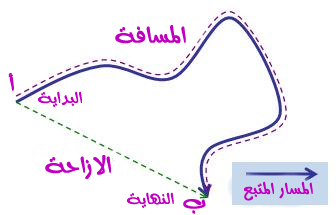 المسافة
أ
البداية
الازاحة
ب
النهاية
المسار المتبع